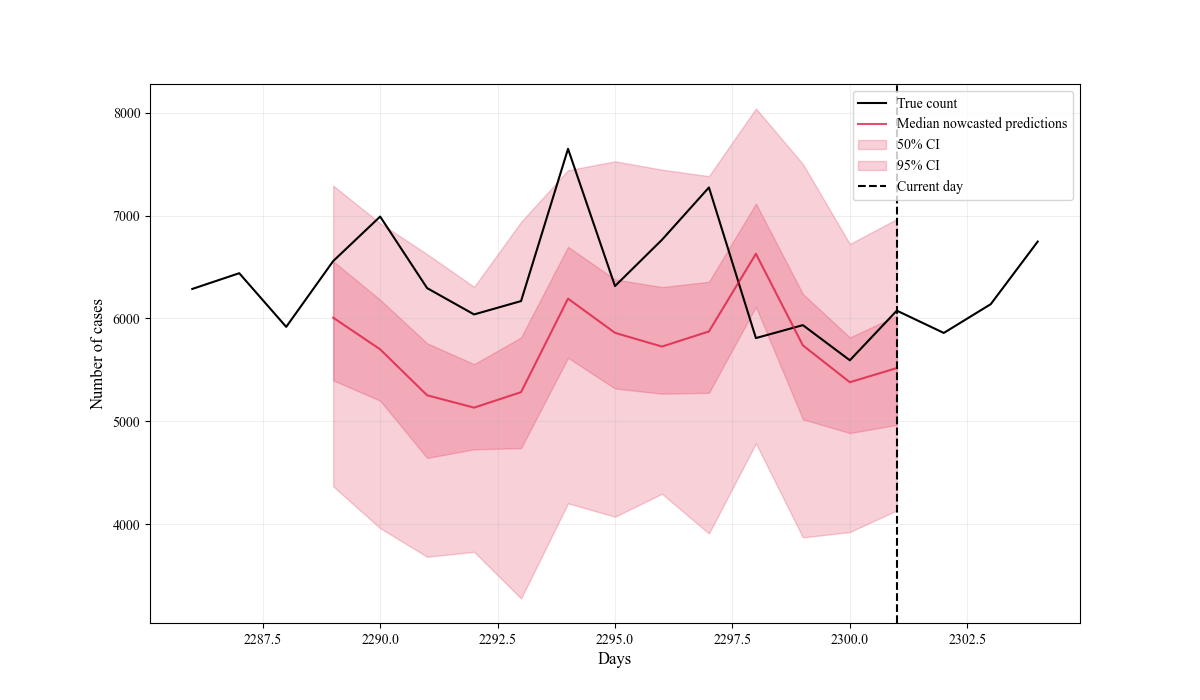 True count
Median nowcasted predictions
50% CI
95% CI
Current day
8000
7000
6000
5000
4000
Number of cases
2287.5 2290.0 2292.5 2295.0 2297.5 2300.0 2302.5
Days